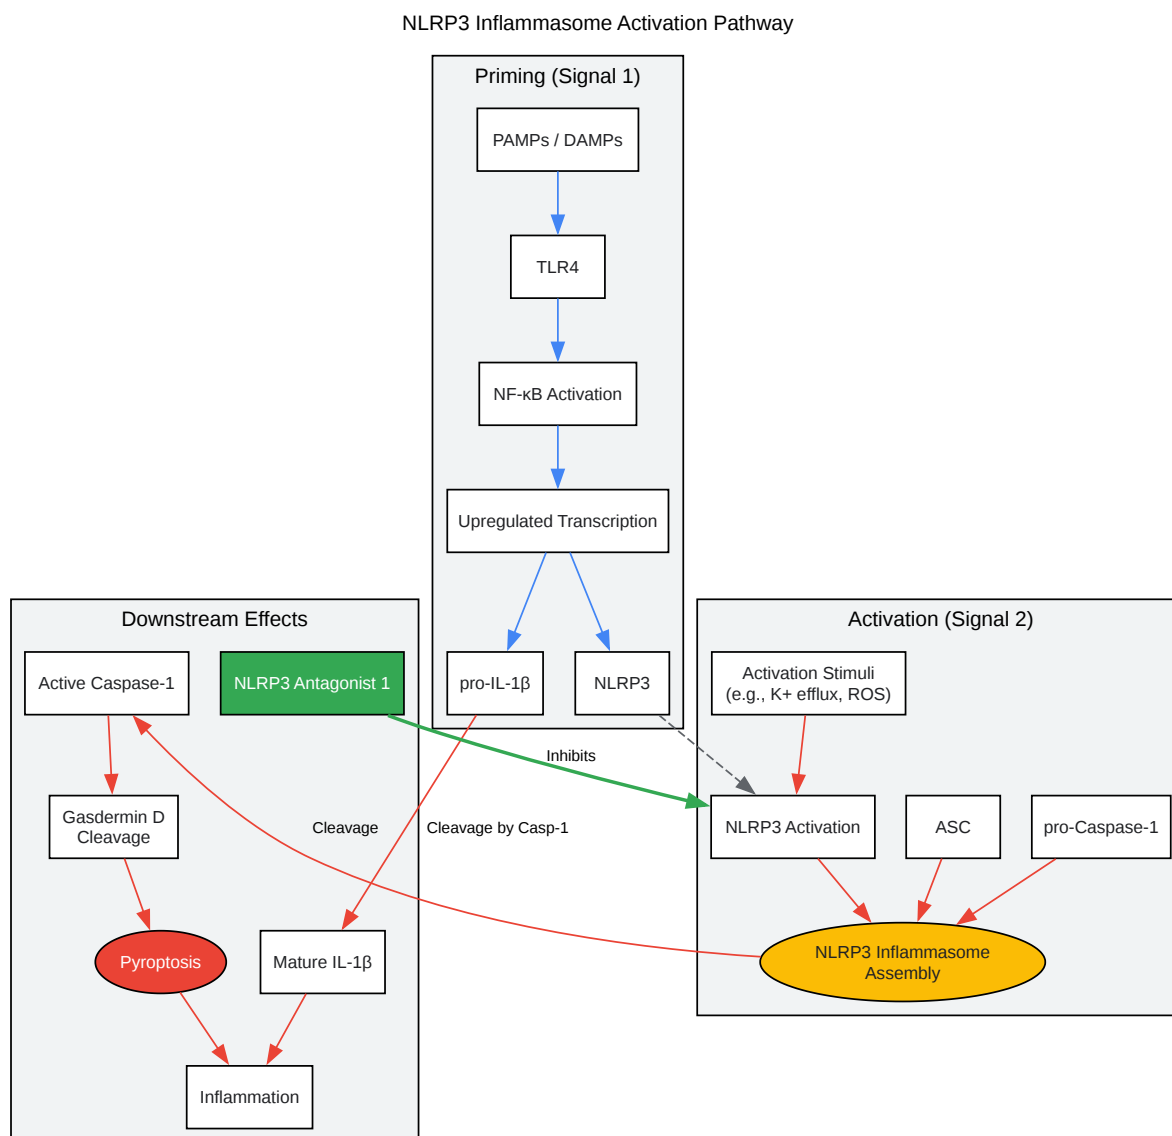 NLRP3 Inflammasome Activation Pathway
Priming (Signal 1)
PAMPs / DAMPs
TLR4
NF-κB Activation
Upregulated Transcription
pro-IL-1β
NLRP3
Downstream Effects
Active Caspase-1
NLRP3 Antagonist 1
Gasdermin D
Cleavage
Pyroptosis
Mature IL-1β
Inflammation
Inhibits
Cleavage
Cleavage by Casp-1
Activation (Signal 2)
Activation Stimuli
(e.g., K+ efflux, ROS)
NLRP3 Activation
ASC
pro-Caspase-1
NLRP3 Inflammasome
Assembly